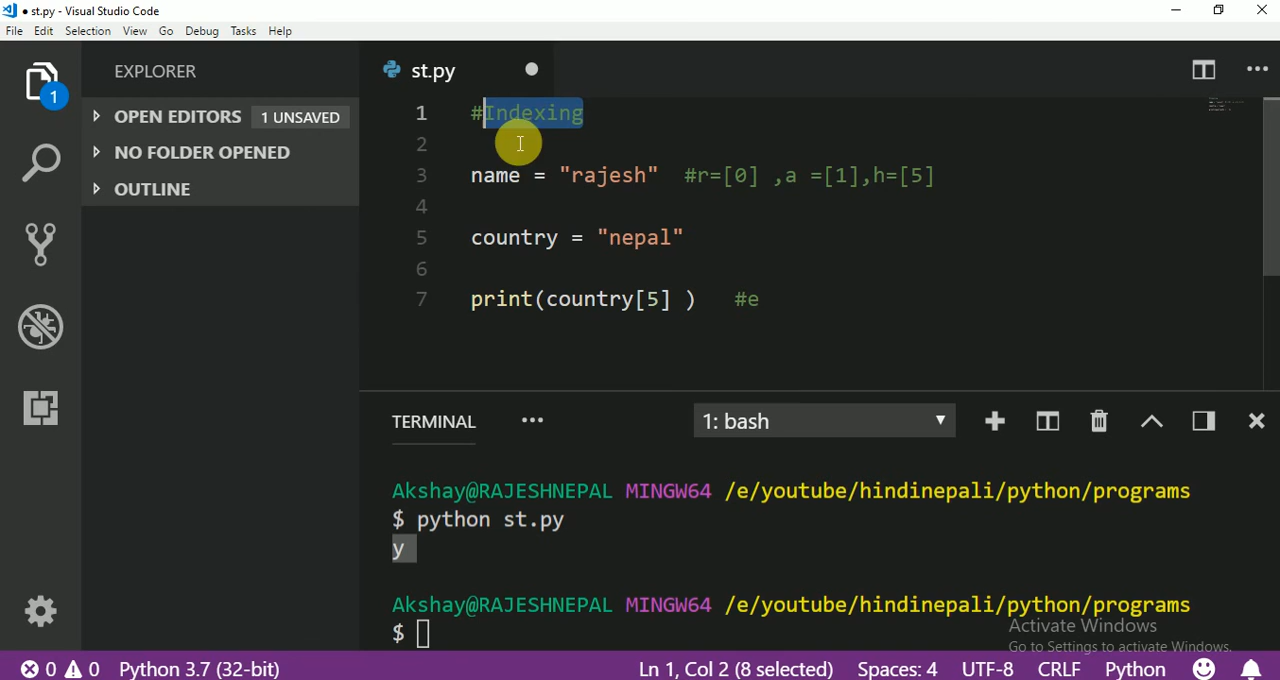 ● st.py - Visual Studio Code
File Edit Selection View Go Debug Tasks Help
EXPLORER
1
OPEN EDITORS 1 UNSAVED
NO FOLDER OPENED
OUTLINE
st.py
1 #Indexing
2
3 name = "rajesh" #r=[0] ,a =[1],h=[5]
4
5 country = "nepal"
6
7 print(country[5] ) #e
TERMINAL ... 1: bash
Akshay@RAJESHNEPAL MINGW64 /e/youtube/hindinepali/python/programs
$ python st.py
y
Akshay@RAJESHNEPAL MINGW64 /e/youtube/hindinepali/python/programs
$
Activate Windows
Go to Settings to activate Windows.
0 0 Python 3.7 (32-bit) Ln 1, Col 2 (8 selected) Spaces: 4 UTF-8 CRLF Python